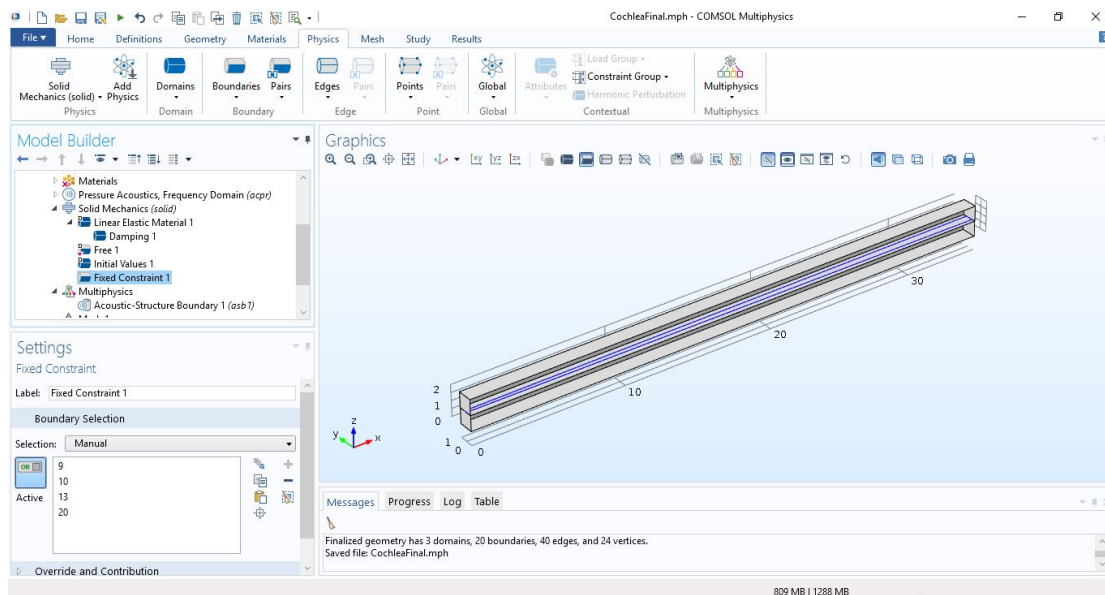 CochleaFinal.mph - COMSOL Multiphysics
File Home Definitions Geometry Materials Physics Mesh Study Results
Solid Mechanics (solid) Add Physics Domains Boundaries Pairs Edges Pairs Points Pairs Global Attributes Load Group Constraint Group Harmonic Perturbation Multiphysics
Physics Domain Boundary Edge Point Global Contextual Multiphysics
Model Builder
Materials
Pressure Acoustics, Frequency Domain (acpr)
Solid Mechanics (solid)
Linear Elastic Material 1
Damping 1
Free 1
Initial Values 1
Fixed Constraint 1
Multiphysics
Acoustic-Structure Boundary 1 (asb1)
Settings
Fixed Constraint
Label: Fixed Constraint 1
Boundary Selection
Selection: Manual
ON
Active
9
10
13
20
Override and Contribution
Graphics
xy yz zx
30
20
10
2
1
0
1
0
0
z
y
x
Messages Progress Log Table
Finalized geometry has 3 domains, 20 boundaries, 40 edges, and 24 vertices.
Saved file: CochleaFinal.mph
809 MB | 1288 MB